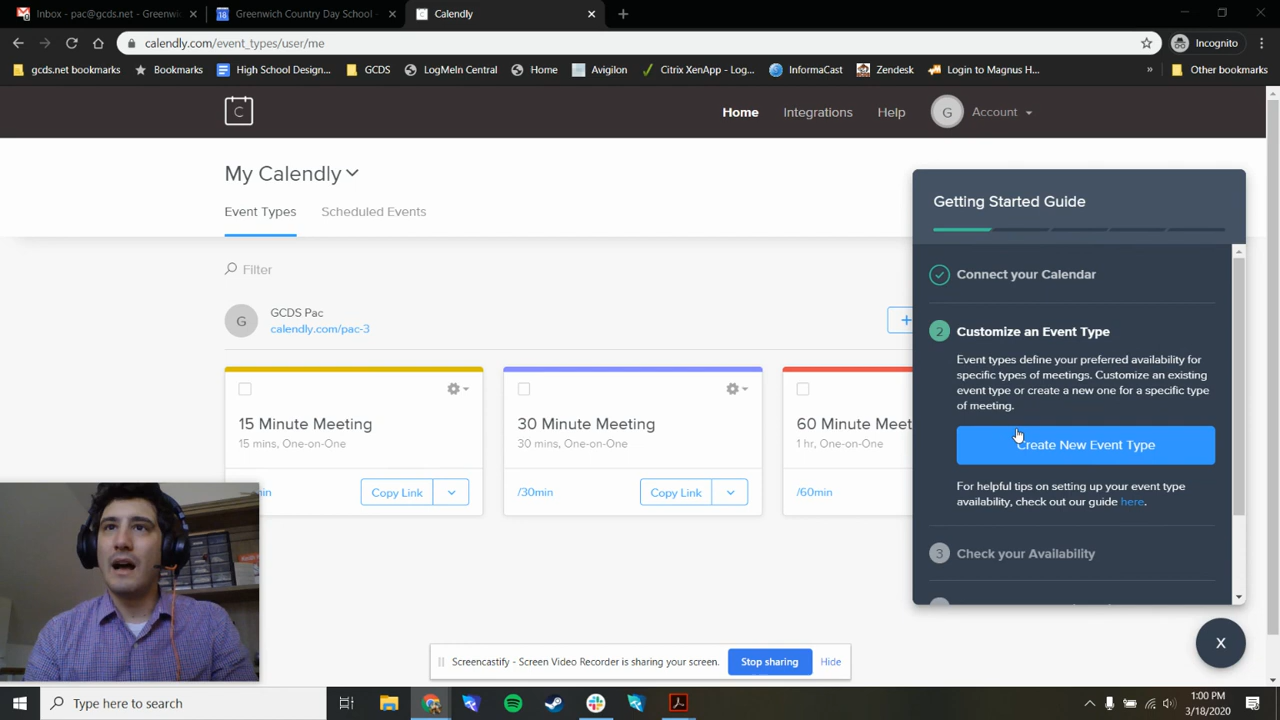 Inbox - pac@gcds.net - Greenwic
Greenwich Country Day School -
Calendly
calendly.com/event_types/user/me
Incognito
gcds.net bookmarks
Bookmarks
High School Design...
GCDS
LogMeIn Central
Home
Avigilon
Citrix XenApp - Log...
InformaCast
Zendesk
Login to Magnus H...
»
Other bookmarks
C
Home
Integrations
Help
G
Account
My Calendly
Event Types
Scheduled Events
Filter
G
GCDS Pac
calendly.com/pac-3
+
15 Minute Meeting
15 mins, One-on-One
Copy Link
30 Minute Meeting
30 mins, One-on-One
/30min
Copy Link
60 Minute Meet
1 hr, One-on-One
/60min
Getting Started Guide
Connect your Calendar
2
Customize an Event Type
Event types define your preferred availability for
specific types of meetings. Customize an existing
event type or create a new one for a specific type
of meeting.
Create New Event Type
For helpful tips on setting up your event type
availability, check out our guide here.
3
Check your Availability
X
Screencastify - Screen Video Recorder is sharing your screen.
Stop sharing
Hide
Type here to search
1:00 PM
3/18/2020